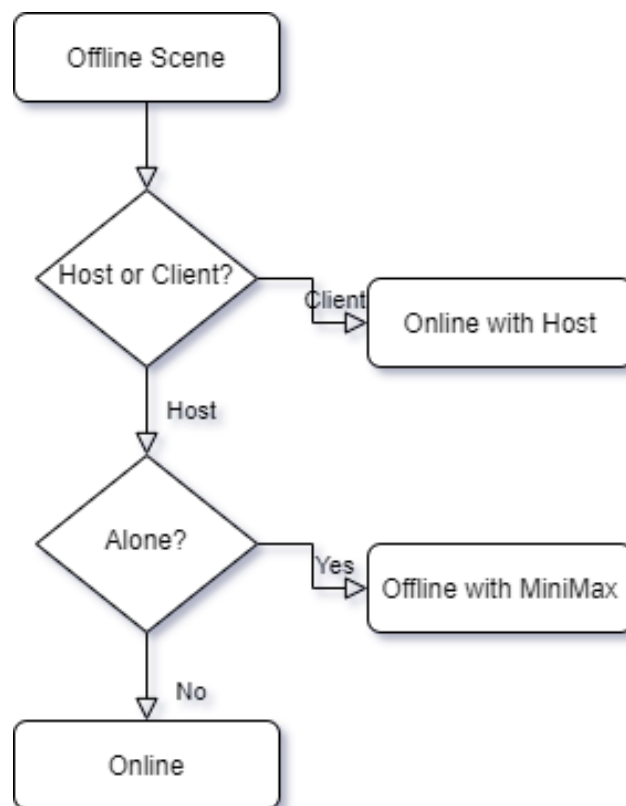 Offline Scene
Host or Client?
Client
Online with Host
Host
Alone?
Yes
Offline with MiniMax
No
Online